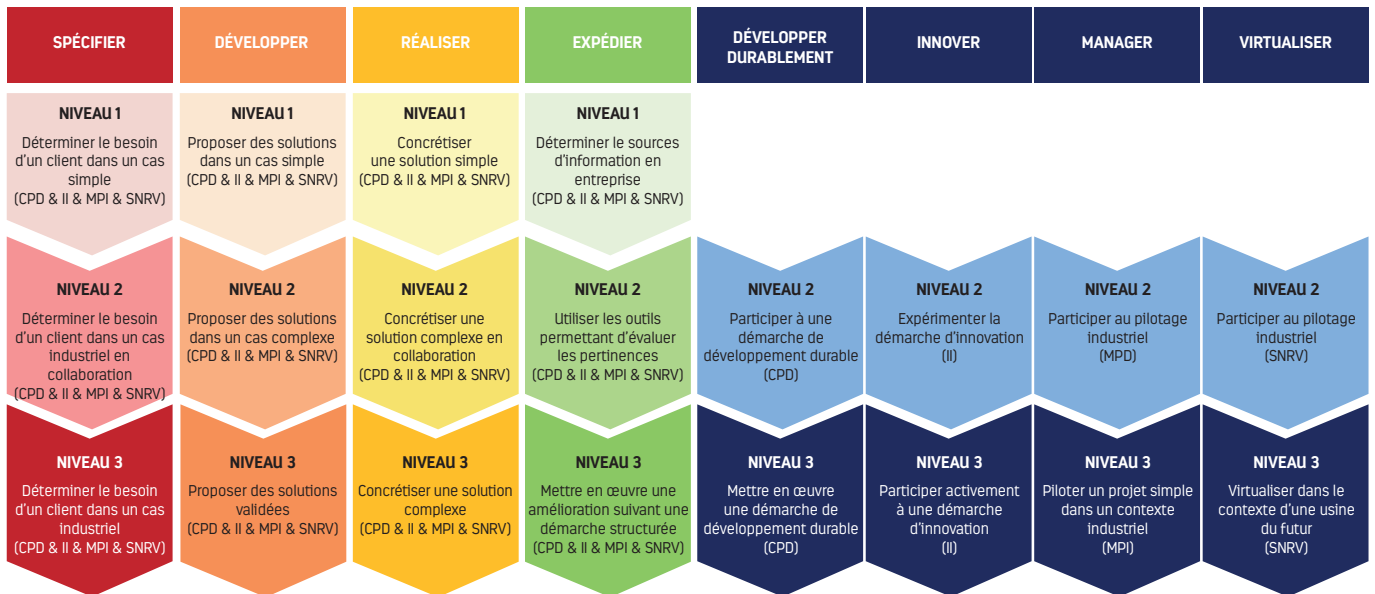 SPÉCIFIER
DÉVELOPPER
RÉALISER
EXPÉDIER
DÉVELOPPER
DURABLEMENT
INNOVER
MANAGER
VIRTUALISER
NIVEAU 1
Déterminer le besoin
d'un client dans un cas
simple
(CPD & II & MPI & SNRV)
NIVEAU 1
Proposer des solutions
dans un cas simple
(CPD & II & MPI & SNRV)
NIVEAU 1
Concrétiser
une solution simple
(CPD & II & MPI & SNRV)
NIVEAU 1
Déterminer le sources
d'information en
entreprise
(CPD & II & MPI & SNRV)
NIVEAU 2
Déterminer le besoin
d'un client dans un cas
industriel en
collaboration
(CPD & II & MPI & SNRV)
NIVEAU 2
Proposer des solutions
dans un cas complexe
(CPD & II & MPI & SNRV)
NIVEAU 2
Concrétiser une
solution complexe en
collaboration
(CPD & II & MPI & SNRV)
NIVEAU 2
Utiliser les outils
permettant d'évaluer
les pertinences
(CPD & II & MPI & SNRV)
NIVEAU 2
Participer à une
démarche de
développement durable
(CPD)
NIVEAU 2
Expérimenter la
démarche d'innovation
(II)
NIVEAU 2
Participer au pilotage
industriel
(MPD)
NIVEAU 2
Participer au pilotage
industriel
(SNRV)
NIVEAU 3
Déterminer le besoin
d'un client dans un cas
industriel
(CPD & II & MPI & SNRV)
NIVEAU 3
Proposer des solutions
validées
(CPD & II & MPI & SNRV)
NIVEAU 3
Concrétiser une solution
complexe
(CPD & II & MPI & SNRV)
NIVEAU 3
Mettre en œuvre une
amélioration suivant une
démarche structurée
(CPD & II & MPI & SNRV)
NIVEAU 3
Mettre en œuvre
une démarche de
développement durable
(CPD)
NIVEAU 3
Participer activement
à une démarche
d'innovation
(II)
NIVEAU 3
Piloter un projet simple
dans un contexte
industriel
(MPI)
NIVEAU 3
Virtualiser dans le
contexte d'une usine
du futur
(SNRV)